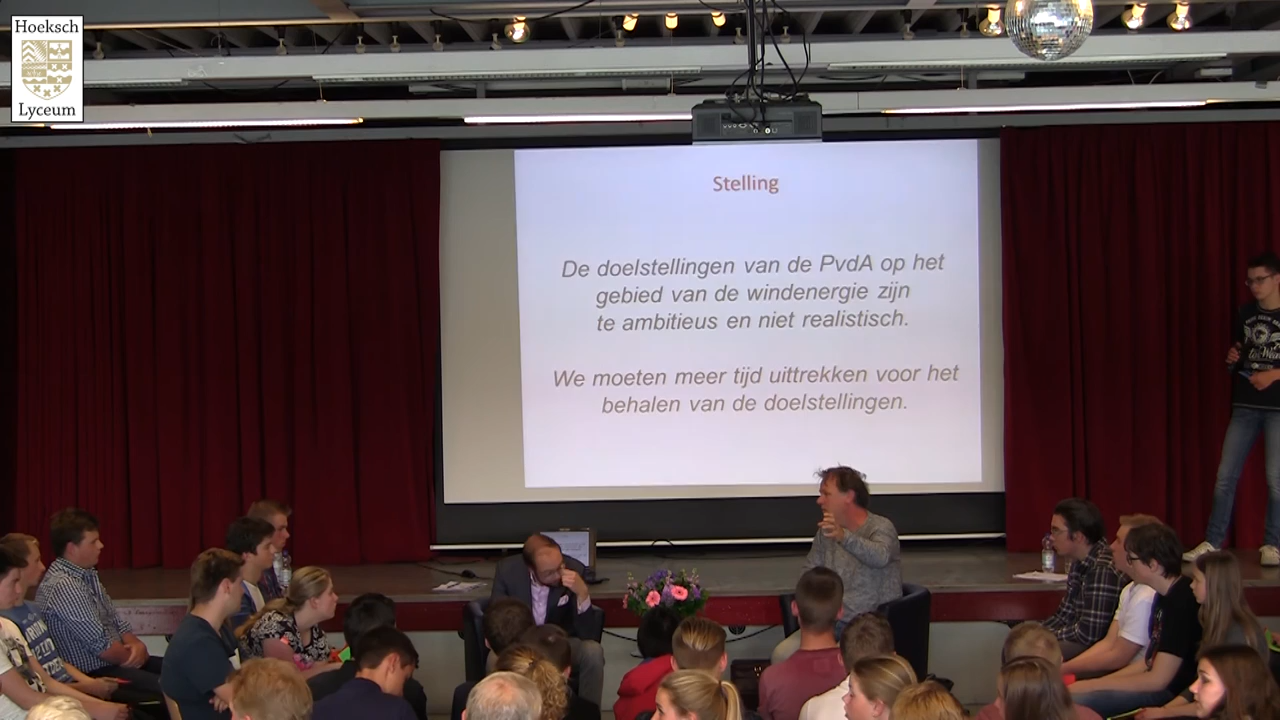 Hoeksch
Lyceum
Stelling
De doelstellingen van de PvdA op het
gebied van de windenergie zijn
te ambitieus en niet realistisch.
We moeten meer tijd uittrekken voor het
behalen van de doelstellingen.